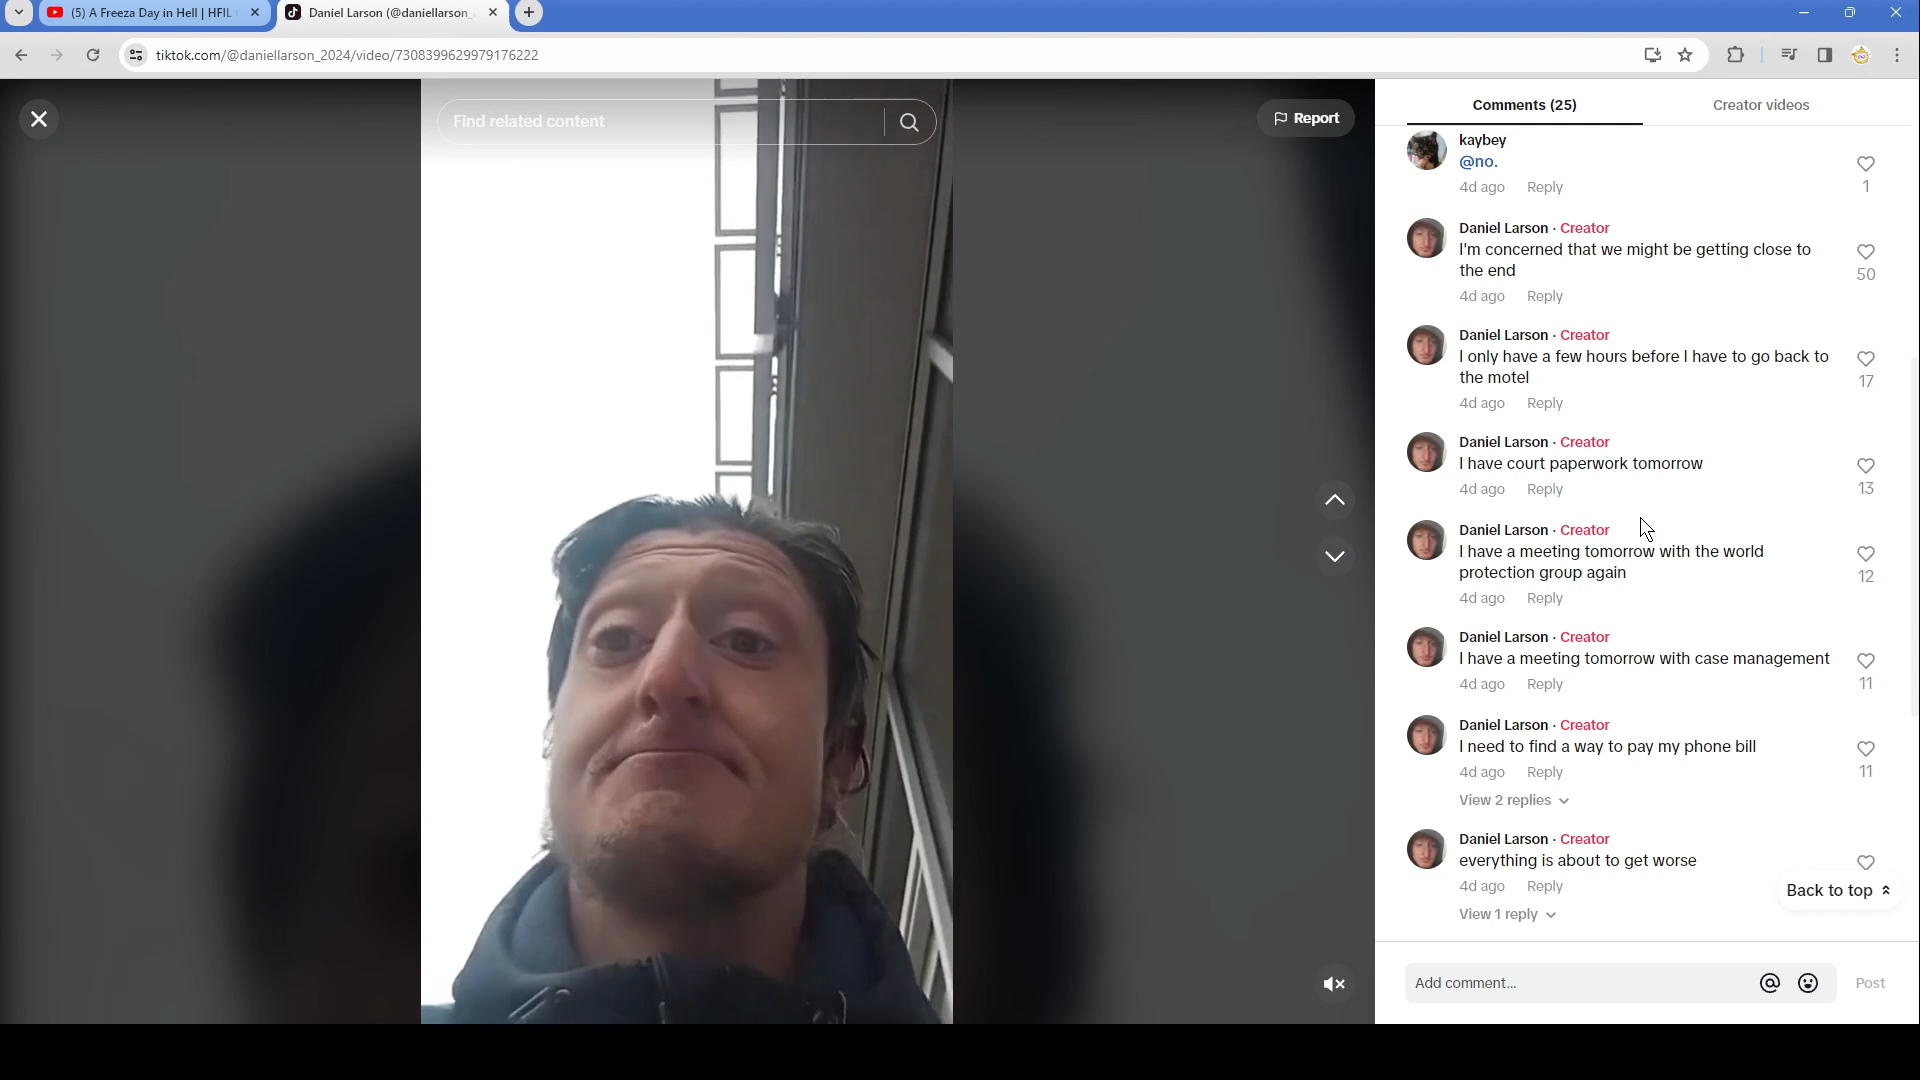 (5) A Freeza Day in Hell | HFIL
Daniel Larson (@daniellarson_
tiktok.com/@daniellarson_2024/video/7308399629979176222
Find related content
Report
Comments (25)
Creator videos
kaybey
@no.
4d ago Reply
1
Daniel Larson · Creator
I'm concerned that we might be getting close to
the end
50
4d ago Reply
Daniel Larson · Creator
I only have a few hours before I have to go back to
the motel
17
4d ago Reply
Daniel Larson · Creator
I have court paperwork tomorrow
4d ago Reply
13
Daniel Larson · Creator
I have a meeting tomorrow with the world
protection group again
12
4d ago Reply
Daniel Larson · Creator
I have a meeting tomorrow with case management
4d ago Reply
11
Daniel Larson · Creator
I need to find a way to pay my phone bill
4d ago Reply
11
View 2 replies
Daniel Larson · Creator
everything is about to get worse
4d ago Reply
Back to top
View 1 reply
Add comment...
@
Post